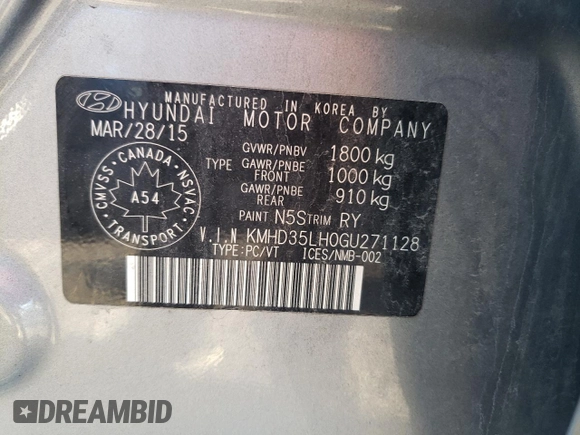 MANUFACTURED IN KOREA BY
HYUNDAI MOTOR COMPANY
MAR/28/15
GVWR/PNBV 1800 kg
TYPE GAWR/PNBE FRONT 1000 kg
GAWR/PNBE REAR 910 kg
PAINT N5S TRIM RY
V.I.N KMHD35LH0GU271128
TYPE:PC/VT ICES/NMB-002
CMVSS · CANADA · NSVAC
A54
TRANSPORT
DREAMBID